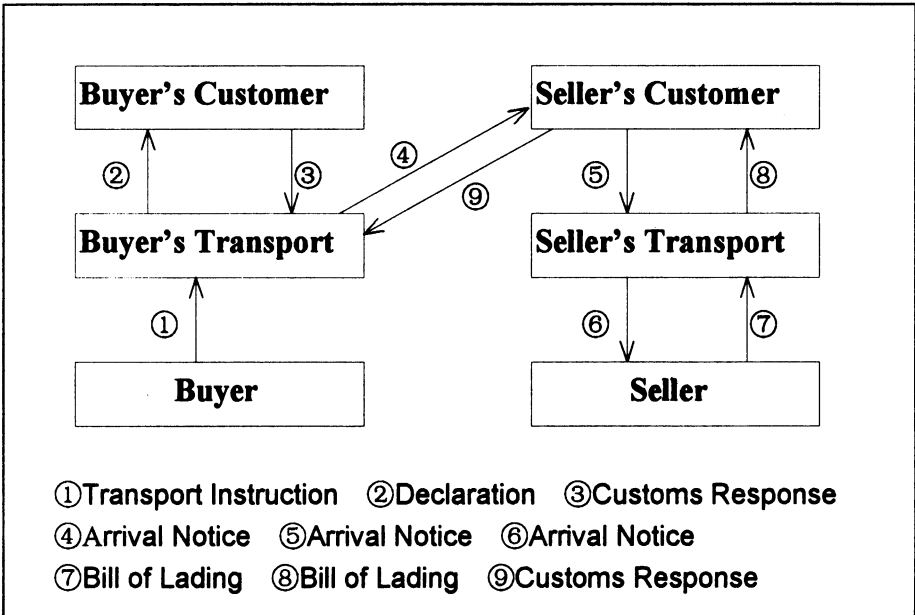 Buyer's Customer
Seller's Customer
②
③
④
⑨
⑤
⑧
Buyer's Transport
Seller's Transport
①
⑥
⑦
Buyer
Seller
①Transport Instruction ②Declaration ③Customs Response
④Arrival Notice ⑤Arrival Notice ⑥Arrival Notice
⑦Bill of Lading ⑧Bill of Lading ⑨Customs Response